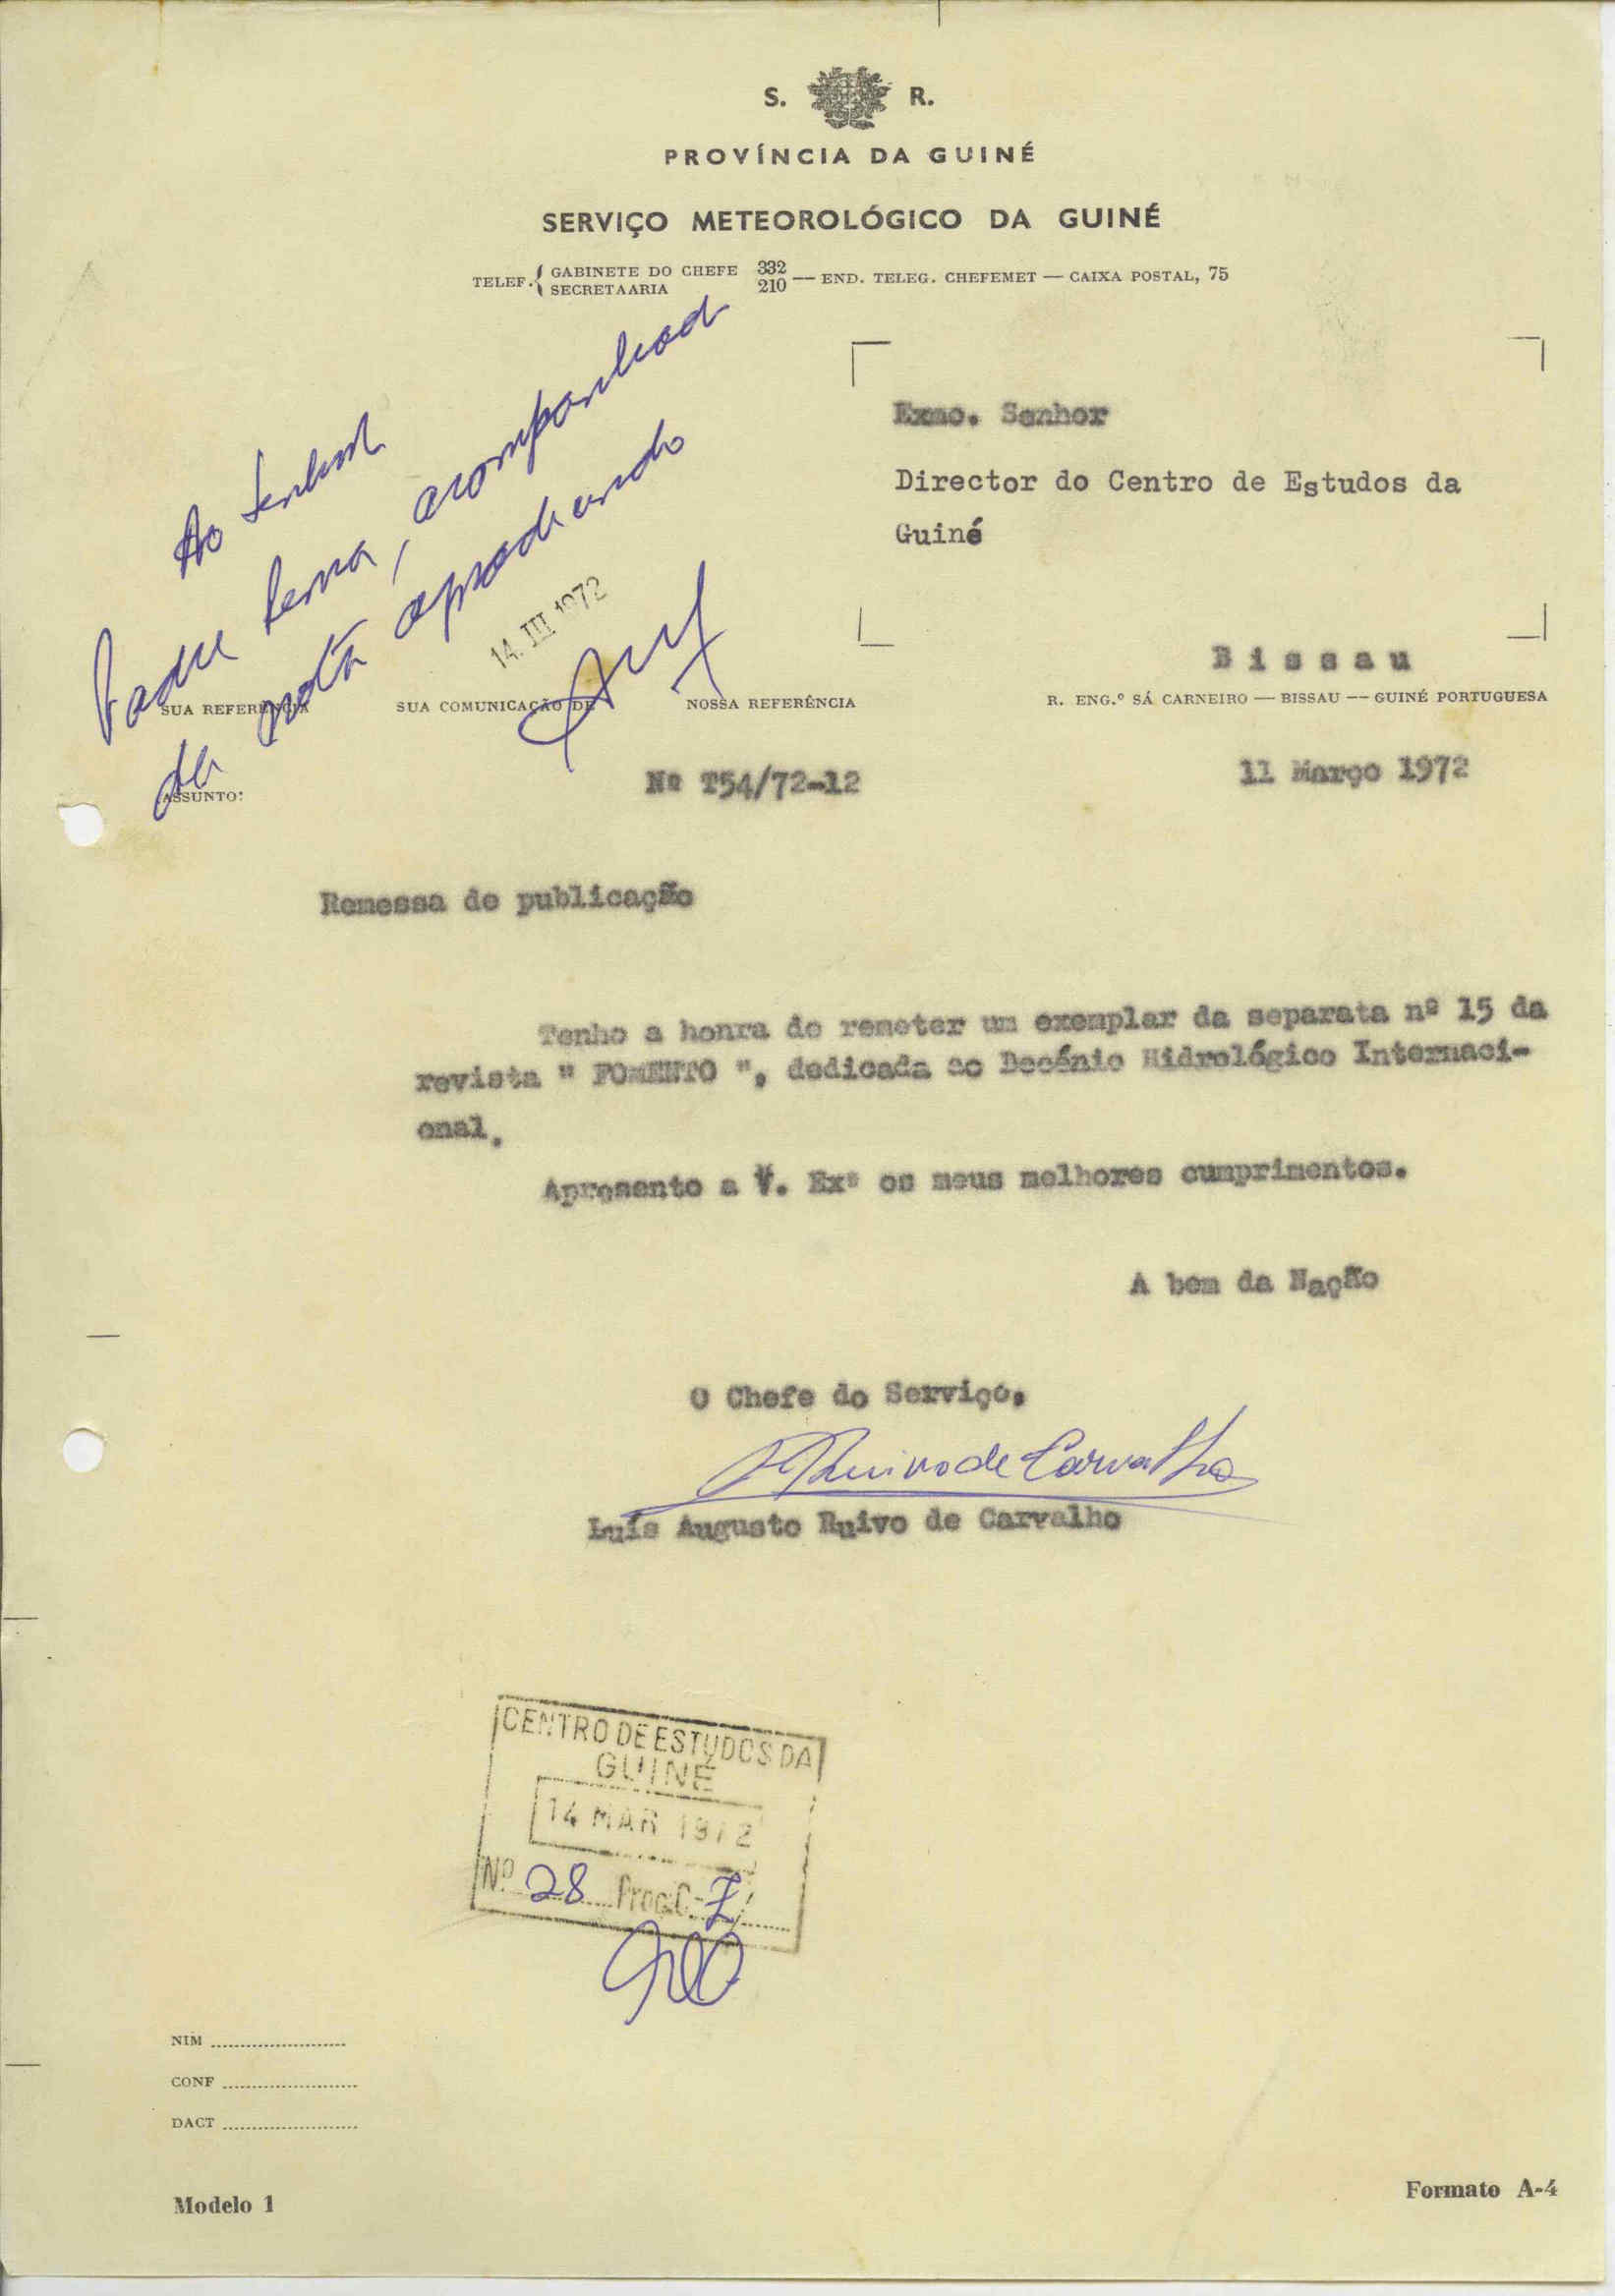 S. R.
PROVÍNCIA DA GUINÉ
SERVIÇO METEOROLÓGICO DA GUINÉ
TELEF. { GABINETE DO CHEFE 332
SECRETAARIA 210 — END. TELEG. CHEFEMET — CAIXA POSTAL, 75
Ao Senhor
Padre, acompanhad
da nota
14. III 1972
Exmo. Senhor
Director do Centro de Estudos da
Guiné
Bissau
SUA REFERÊNCIA SUA COMUNICAÇÃO DE NOSSA REFERÊNCIA R. ENG.º SÁ CARNEIRO — BISSAU — GUINÉ PORTUGUESA
Nº T54/72-12 11 Março 1972
ASSUNTO:
Remessa de publicação
Tenho a honra de remeter um exemplar da separata nº 15 da
revista " FOMENTO ", dedicada ao Decénio Hidrológico Internaci-
onal.
Apresento a V. Exª os meus melhores cumprimentos.
A bem da Nação
O Chefe do Serviço,
Ruivo de Carvalho
Luís Augusto Ruivo de Carvalho
CENTRO DE ESTUDOS DA
GUINÉ
14 MAR 1972
Nº 28 Proc. C-7/
NIM
CONF
DACT
Modelo 1
Formato A-4